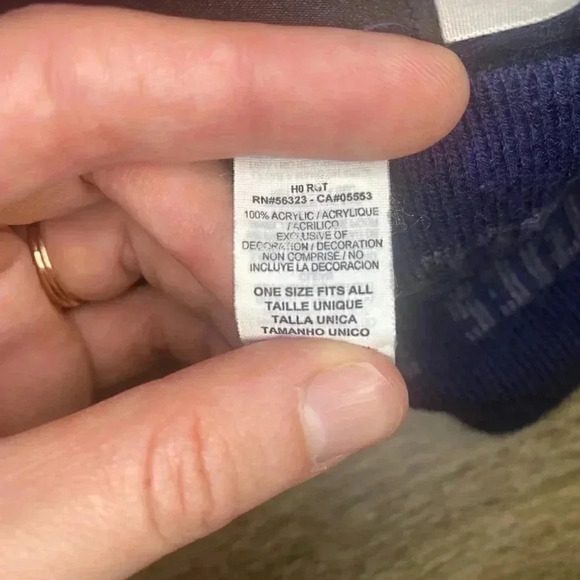 H0 RGT
RN#56323 - CA#05553
100% ACRYLIC / ACRYLIQUE
/ ACRILICO
EXCLUSIVE OF
DECORATION / DECORATION
NON COMPRISE / NO
INCLUYE LA DECORACION
ONE SIZE FITS ALL
TAILLE UNIQUE
TALLA UNICA
TAMANHO UNICO